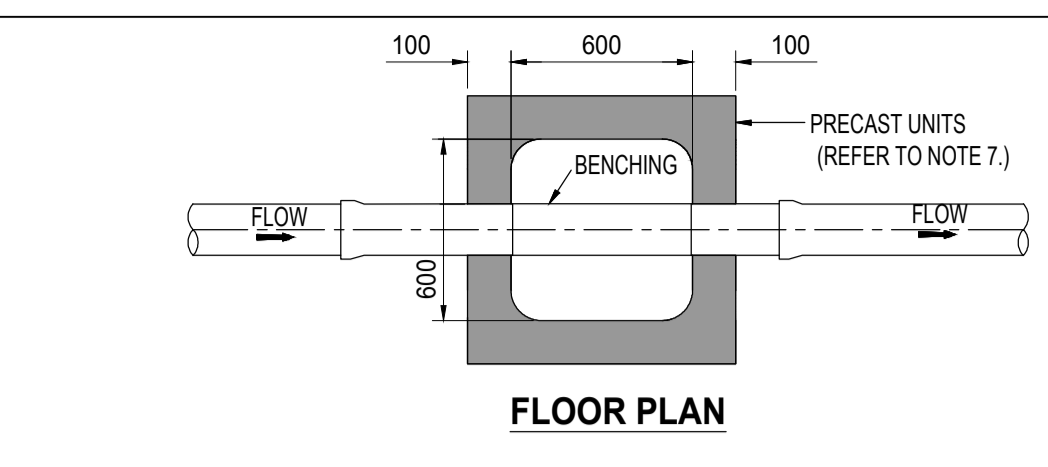 100 600 100
PRECAST UNITS
(REFER TO NOTE 7.)
BENCHING
FLOW
FLOW
600
FLOOR PLAN